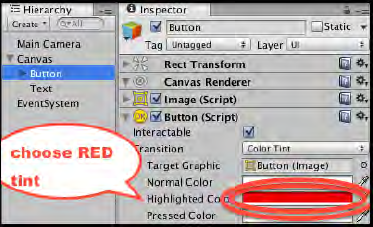 Hierarchy
Create
All
Main Camera
Canvas
Button
Text
EventSystem
choose RED
tint
Inspector
Button
Static
Tag Untagged Layer UI
Rect Transform
Canvas Renderer
Image (Script)
OK Button (Script)
Interactable
Transition Color Tint
Target Graphic Button (Image)
Normal Color
Highlighted Colo
Pressed Color